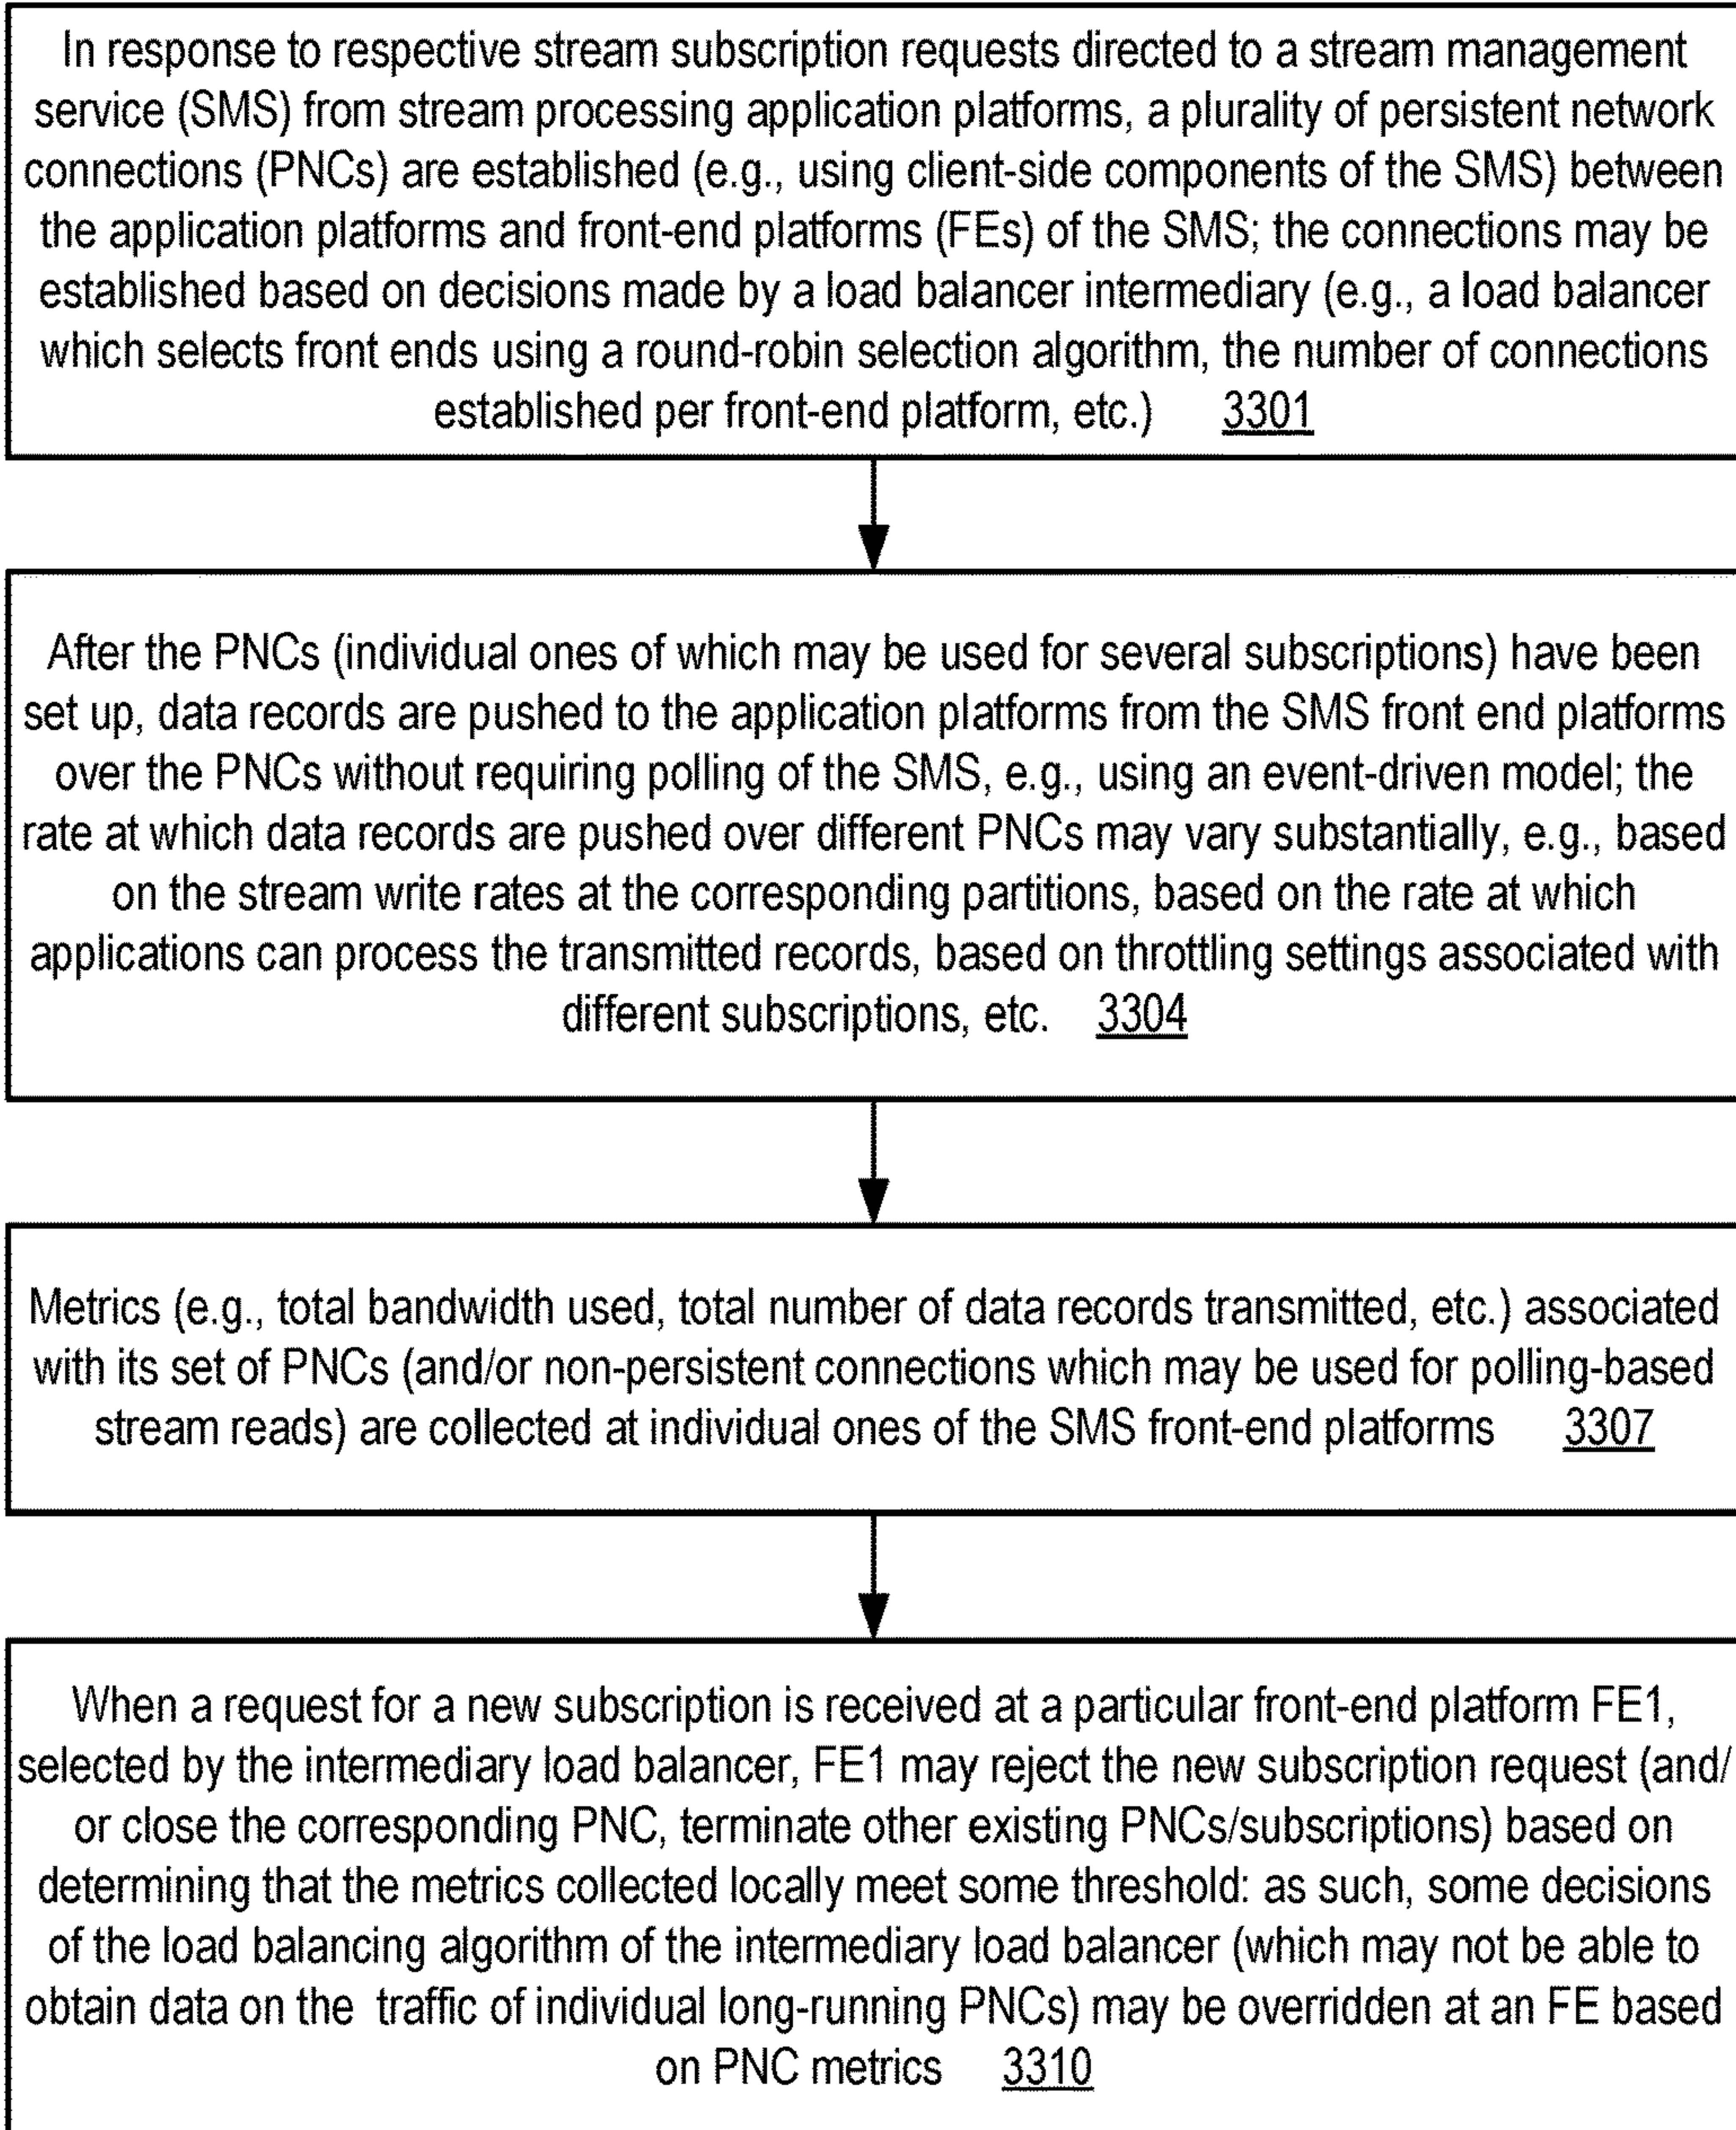 In response to respective stream subscription requests directed to a stream management
service (SMS) from stream processing application platforms, a plurality of persistent network
connections (PNCs) are established (e.g., using client-side components of the SMS) between
the application platforms and front-end platforms (FEs) of the SMS; the connections may be
established based on decisions made by a load balancer intermediary (e.g., a load balancer
which selects front ends using a round-robin selection algorithm, the number of connections
established per front-end platform, etc.) 3301
After the PNCs (individual ones of which may be used for several subscriptions) have been
set up, data records are pushed to the application platforms from the SMS front end platforms
over the PNCs without requiring polling of the SMS, e.g., using an event-driven model; the
rate at which data records are pushed over different PNCs may vary substantially, e.g., based
on the stream write rates at the corresponding partitions, based on the rate at which
applications can process the transmitted records, based on throttling settings associated with
different subscriptions, etc. 3304
Metrics (e.g., total bandwidth used, total number of data records transmitted, etc.) associated
with its set of PNCs (and/or non-persistent connections which may be used for polling-based
stream reads) are collected at individual ones of the SMS front-end platforms 3307
When a request for a new subscription is received at a particular front-end platform FE1,
selected by the intermediary load balancer, FE1 may reject the new subscription request (and/
or close the corresponding PNC, terminate other existing PNCs/subscriptions) based on
determining that the metrics collected locally meet some threshold: as such, some decisions
of the load balancing algorithm of the intermediary load balancer (which may not be able to
obtain data on the traffic of individual long-running PNCs) may be overridden at an FE based
on PNC metrics 3310